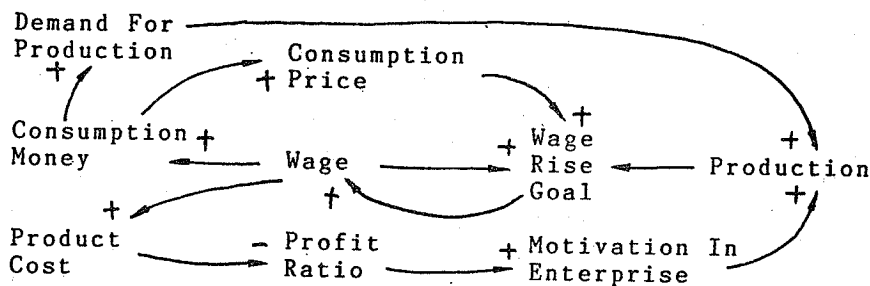 Demand For
Production
+
Consumption
+ Price
+
Consumption +
Money
Wage
+
+ Wage
Rise
Goal
+
Production
+
+
Product
Cost
- Profit
Ratio
+ Motivation In
Enterprise